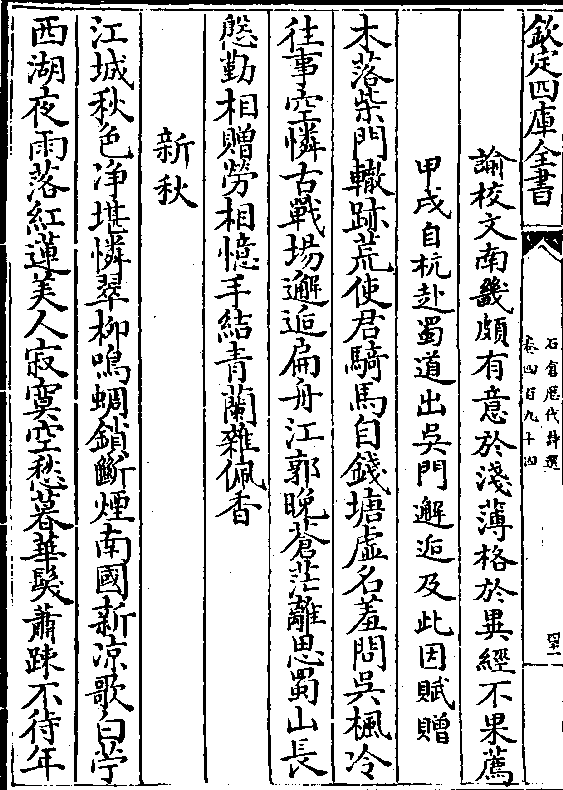 欽定四庫全書
石倉歷代詩選
卷四百九十四
諭校文南畿頗有意於淺薄格於異經不果薦
甲戌自杭赴蜀道出吳門邂逅及此因賦贈
木落柴門轍跡荒使君騎馬自錢塘虛名羞問吳楓冷
往事空憐古戰場邂逅扁舟江郭晚蒼茫離思蜀山長
慇勤相贈勞相憶手結青蘭雜佩香
新秋
江城秋色净堪憐翠柳鳴蜩鎖斷煙南國新凉歌白苧
西湖夜雨落紅蓮美人寂寞空愁暮華髮蕭踈不待年